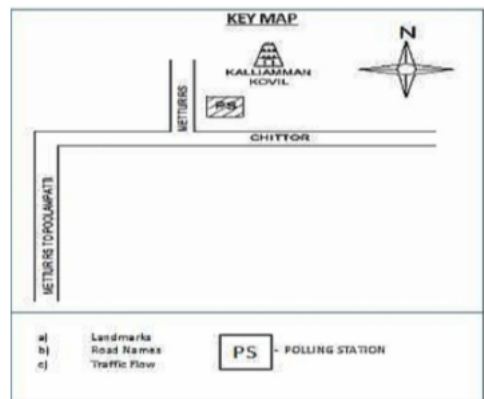 KEY MAP
N
KALLIAMMAN
KOVIL
METTUR RS
PS
CHITTOR
METTUR RS TO POOLAMPATTI
a) Landmarks
b) Road Names
c) Traffic Flow
PS - POLLING STATION